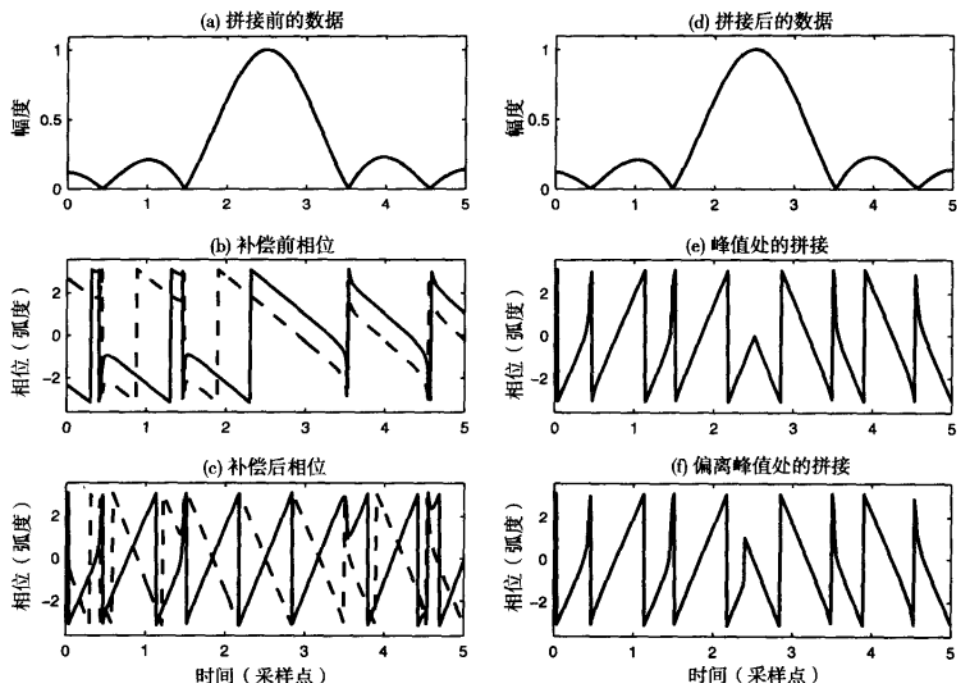 (a) 拼接前的数据
1
0.5
0
幅度
0 1 2 3 4 5
(b) 补偿前相位
2
0
−2
相位（弧度）
0 1 2 3 4 5
(c) 补偿后相位
2
0
−2
相位（弧度）
0 1 2 3 4 5
时间（采样点）
(d) 拼接后的数据
1
0.5
0
幅度
0 1 2 3 4 5
(e) 峰值处的拼接
2
0
−2
相位（弧度）
0 1 2 3 4 5
(f) 偏离峰值处的拼接
2
0
−2
相位（弧度）
0 1 2 3 4 5
时间（采样点）